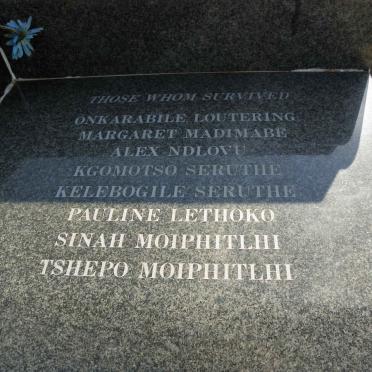 THOSE WHOM SURVIVED
ONKARABILE LOUTERING
MARGARET MADIMABE
ALEX NDLOVU
KGOMOTSO SERUTHE
KELEBOGILE SERUTHE
PAULINE LETHOKO
SINAH MOIPHITLHI
TSHEPO MOIPHITLHI